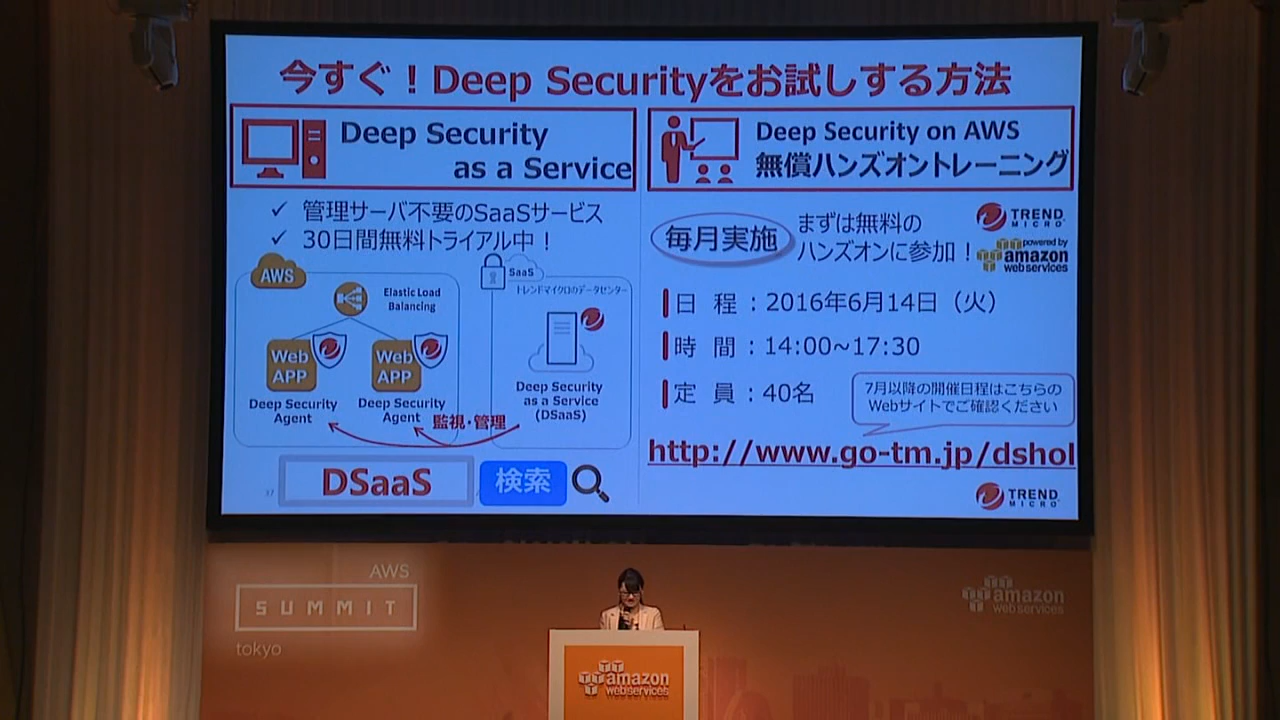 今すぐ！Deep Securityをお試しする方法
Deep Security
as a Service
✓ 管理サーバ不要のSaaSサービス
✓ 30日間無料トライアル中！
AWS
Elastic Load
Balancing
Web
APP
Web
APP
Deep Security
Agent
Deep Security
Agent
監視・管理
SaaS
トレンドマイクロのデータセンター
Deep Security
as a Service
(DSaaS)
DSaaS
検索
37
Deep Security on AWS
無償ハンズオントレーニング
毎月実施
まずは無料の
ハンズオンに参加！
TREND
MICRO
powered by
amazon
web services
日 程：2016年6月14日（火）
時 間：14:00~17:30
定 員：40名
7月以降の開催日程はこちらの
Webサイトでご確認ください
http://www.go-tm.jp/dshol
TREND
MICRO
AWS
SUMMIT
tokyo
amazon
web services
amazon
web services